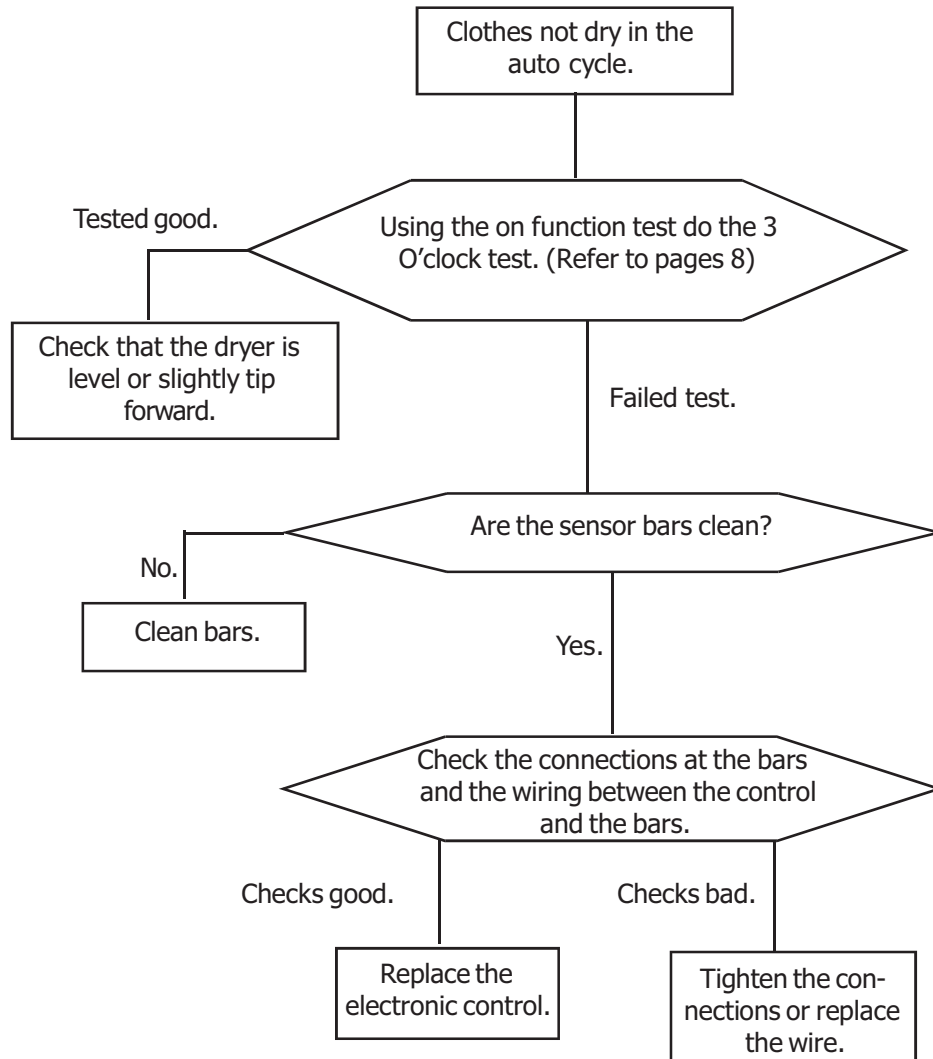 Clothes not dry in the
auto cycle.
Tested good.
Using the on function test do the 3
O'clock test. (Refer to pages 8)
Check that the dryer is
level or slightly tip
forward.
Failed test.
Are the sensor bars clean?
No.
Clean bars.
Yes.
Check the connections at the bars
and the wiring between the control
and the bars.
Checks good.
Checks bad.
Replace the
electronic control.
Tighten the con-
nections or replace
the wire.